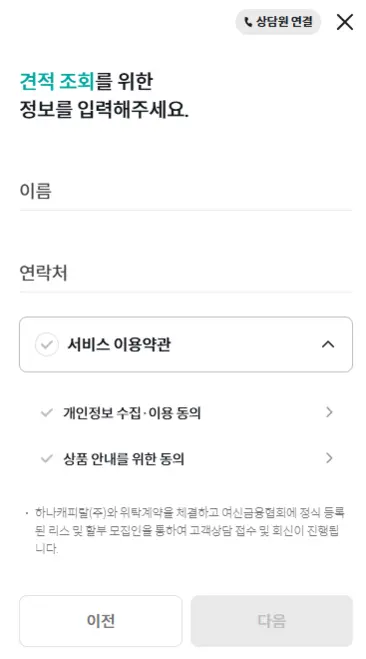 상담원 연결
견적 조회를 위한
정보를 입력해주세요.
이름
연락처
서비스 이용약관
개인정보 수집·이용 동의
상품 안내를 위한 동의
· 하나캐피탈(주)와 위탁계약을 체결하고 여신금융협회에 정식 등록
된 리스 및 할부 모집인을 통하여 고객상담 접수 및 회신이 진행됩
니다.
이전
다음